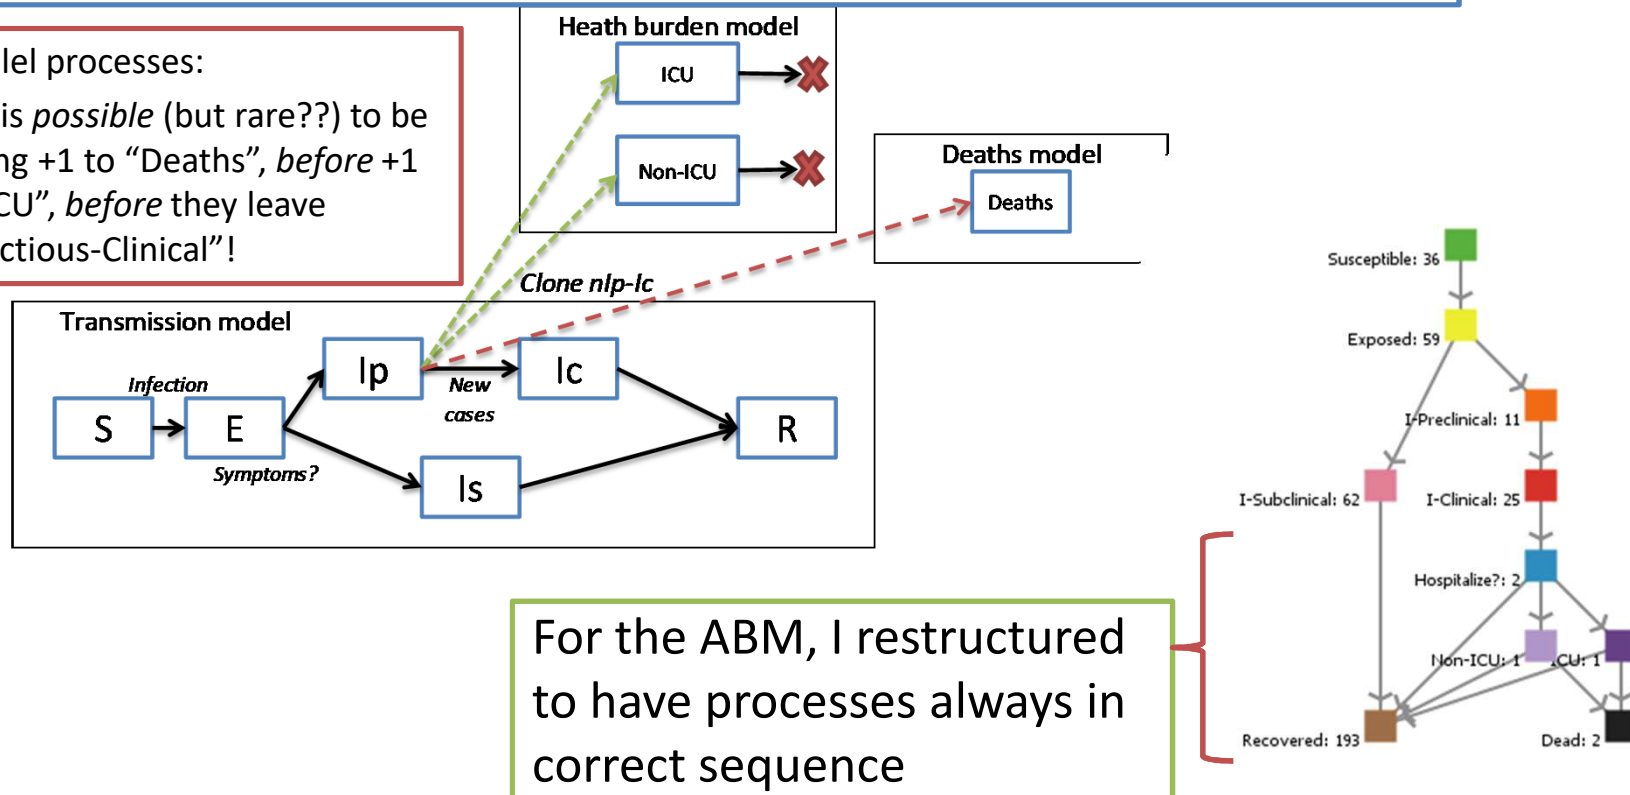 Heath burden model
ICU
Non-ICU
lel processes:
is possible (but rare??) to be
ng +1 to “Deaths”, before +1
CU”, before they leave
ctious-Clinical”!
Deaths model
Deaths
Clone nIp-Ic
Transmission model
Infection
S
E
Symptoms?
Ip
New
cases
Ic
Is
R
For the ABM, I restructured
to have processes always in
correct sequence
Susceptible: 36
Exposed: 59
I-Preclinical: 11
I-Subclinical: 62
I-Clinical: 25
Hospitalize?: 2
Non-ICU: 1
ICU: 1
Recovered: 193
Dead: 2